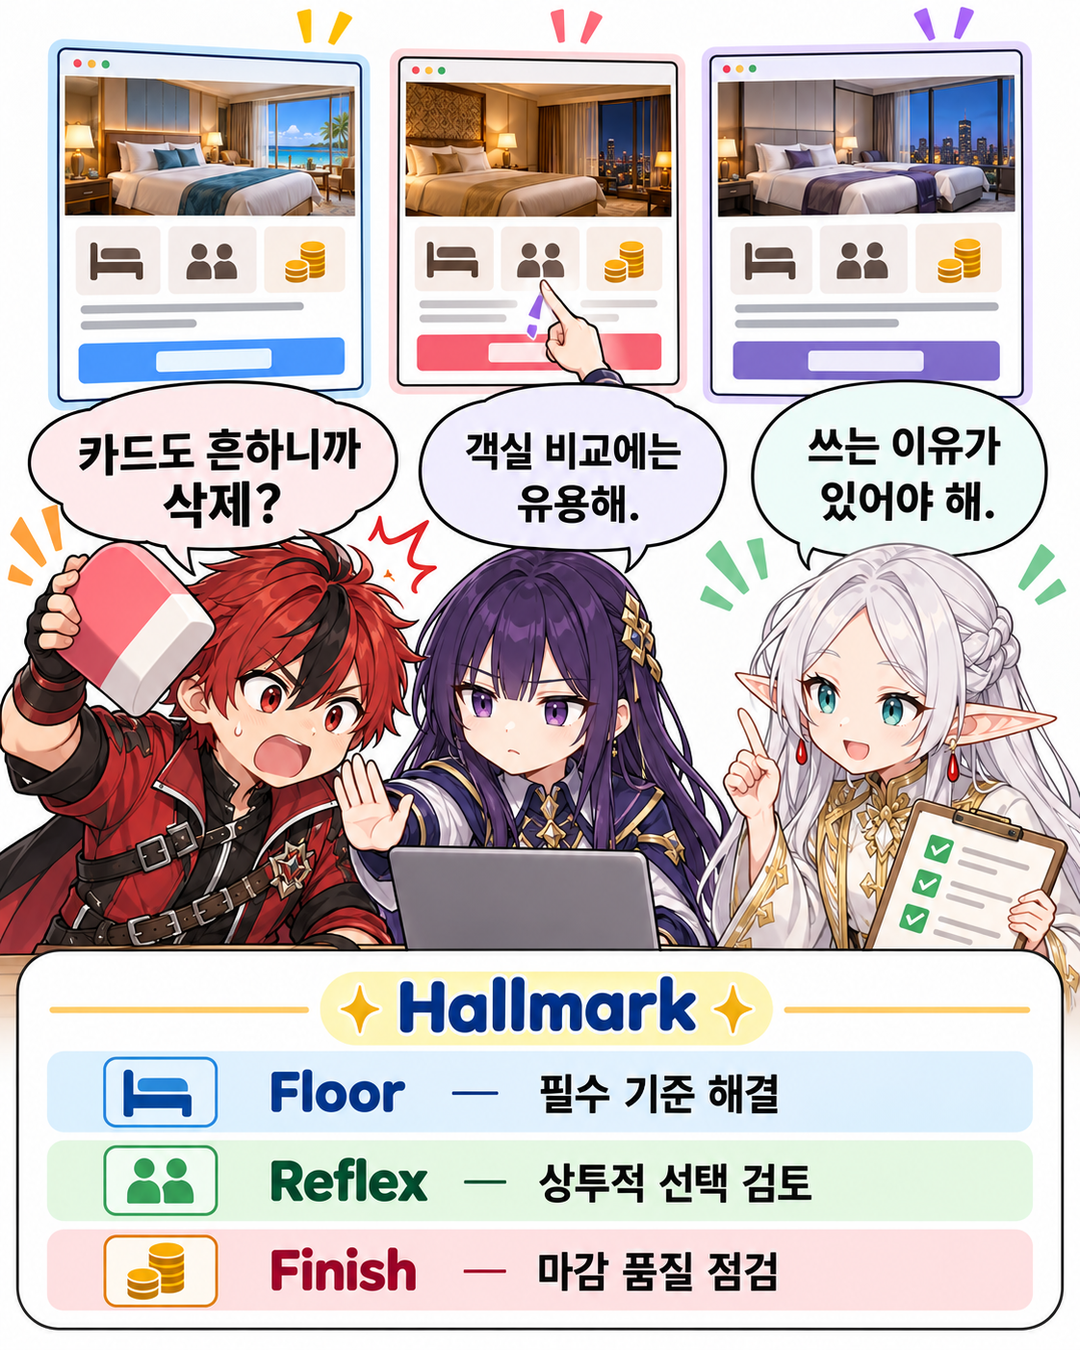 카드도 흔하니까
삭제?
객실 비교에는
유용해.
쓰는 이유가
있어야 해.
Hallmark
Floor — 필수 기준 해결
Reflex — 상투적 선택 검토
Finish — 마감 품질 점검